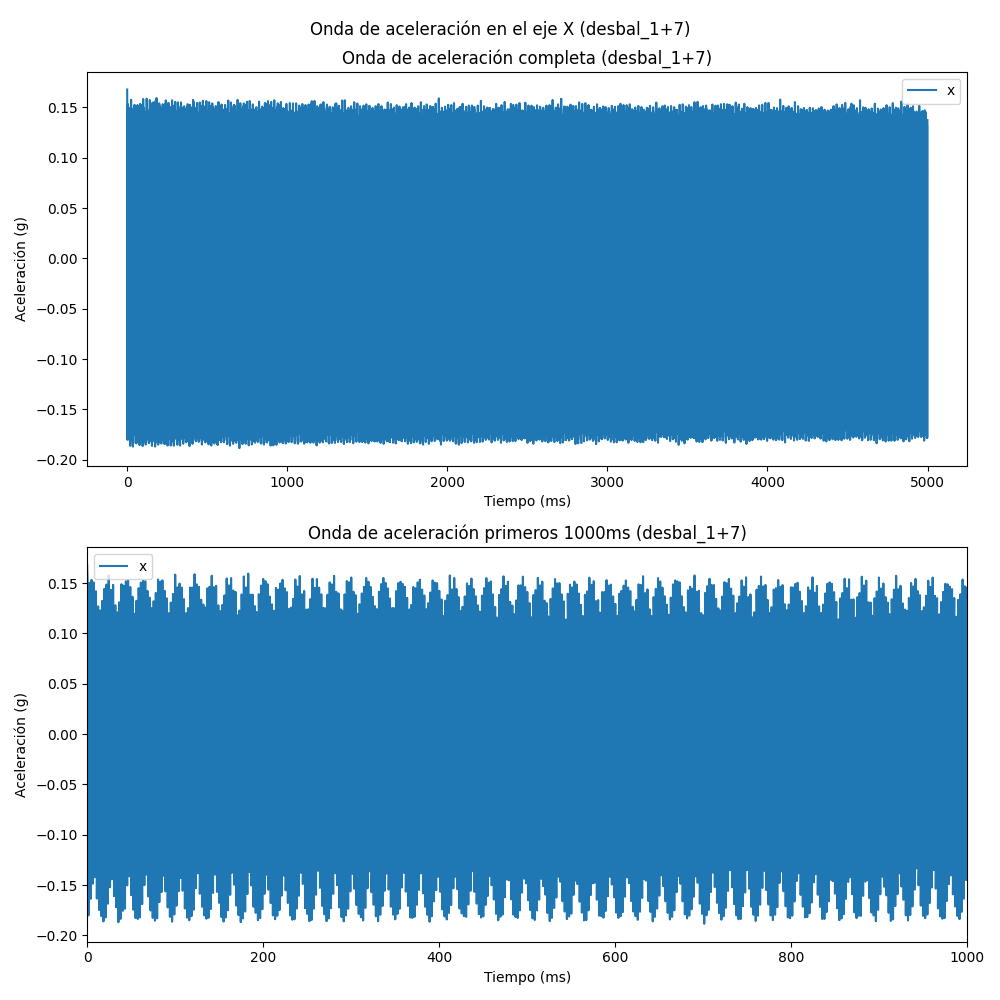 Onda de aceleración en el eje X (desbal_1+7)
Onda de aceleración completa (desbal_1+7)
x
0.15
0.10
0.05
0.00
−0.05
−0.10
−0.15
−0.20
Aceleración (g)
0 1000 2000 3000 4000 5000
Tiempo (ms)
Onda de aceleración primeros 1000ms (desbal_1+7)
x
0.15
0.10
0.05
0.00
−0.05
−0.10
−0.15
−0.20
Aceleración (g)
0 200 400 600 800 1000
Tiempo (ms)